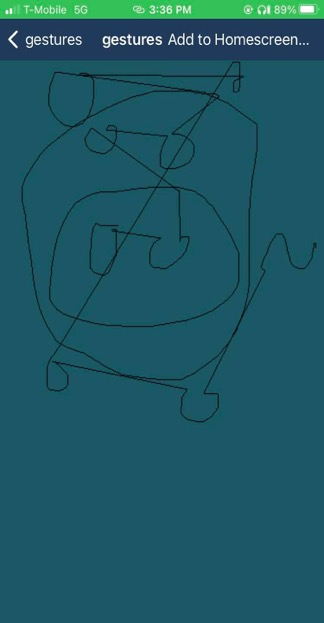 T-Mobile 5G 3:36 PM 89%
gestures gestures Add to Homescreen...